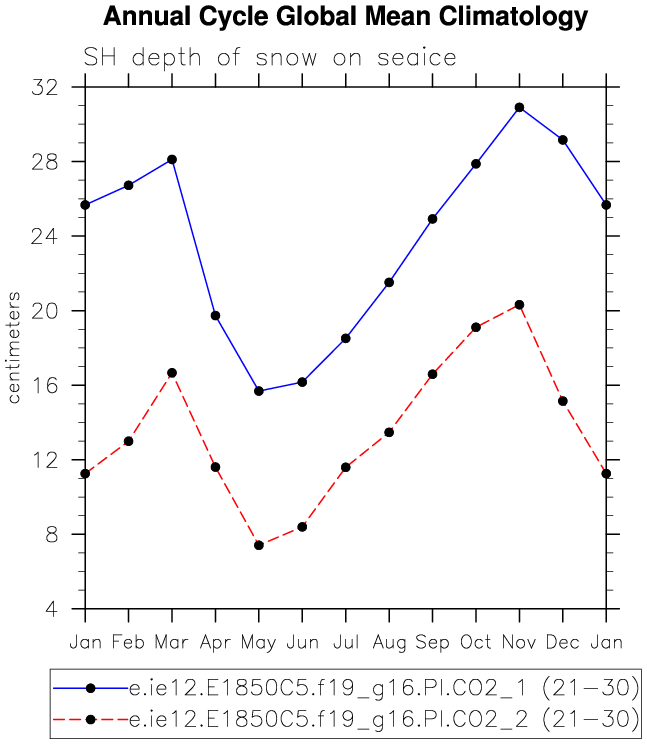 Annual Cycle Global Mean Climatology
SH depth of snow on seaice
32
28
24
20
16
12
8
4
centimeters
Jan Feb Mar Apr May Jun Jul Aug Sep Oct Nov Dec Jan
e.ie12.E1850C5.f19_g16.PI.CO2_1 (21-30)
e.ie12.E1850C5.f19_g16.PI.CO2_2 (21-30)